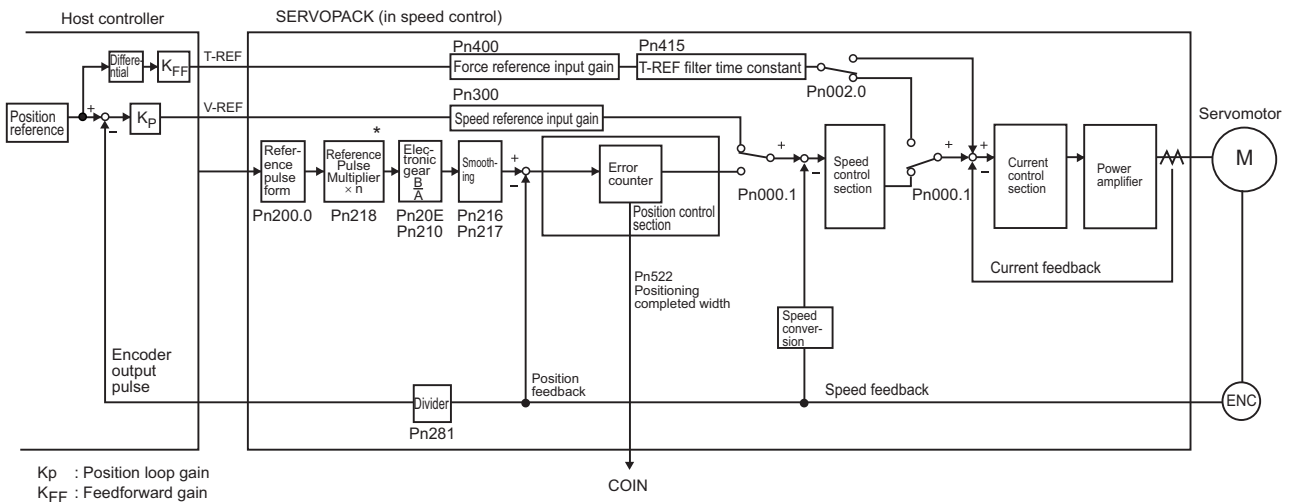 Host controller
SERVOPACK (in speed control)
Differe-
ntial
KFF
T-REF
Pn400
Force reference input gain
Pn415
T-REF filter time constant
Pn002.0
Position
reference
+
−
KP
V-REF
Pn300
Speed reference input gain
Servomotor
M
*
Refer-
ence
pulse
form
Pn200.0
Reference
Pulse
Multiplier
× n
Pn218
Elec-
tronic
gear
B
A
Pn20E
Pn210
Smooth-
ing
Pn216
Pn217
+
−
Error
counter
Position control
section
Pn000.1
+
−
Speed
control
section
Pn000.1
+
+
−
Current
control
section
Power
amplifier
Current feedback
Pn522
Positioning
completed width
Speed
conver-
sion
Encoder
output
pulse
Divider
Pn281
Position
feedback
Speed feedback
ENC
COIN
Kp : Position loop gain
KFF : Feedforward gain